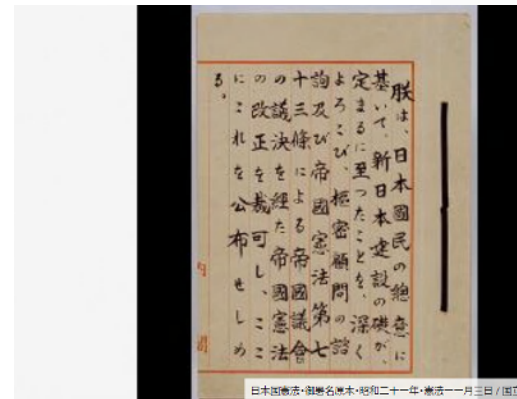 朕は、日本國民の總意に
基いて、新日本建設の礎が、
定まるに至つたことを、深く
よろこび、樞密顧問の諮
詢及び帝國憲法第七
十三條による帝國議會
の議決を経た帝國憲法
の改正を裁可し、ここ
にこれを公布せしめ
る。
日本国憲法・御署名原本・昭和二十一年・憲法一一月三日 / 国立